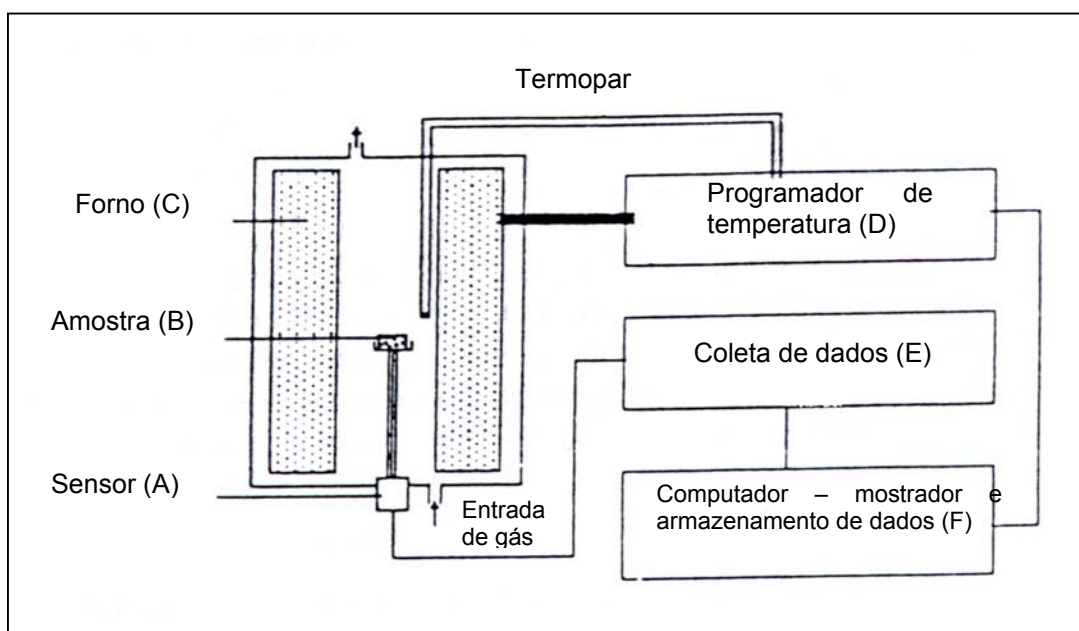 Termopar
Forno (C)
Programador de
temperatura (D)
Amostra (B)
Coleta de dados (E)
Sensor (A)
Entrada
de gás
Computador – mostrador e
armazenamento de dados (F)